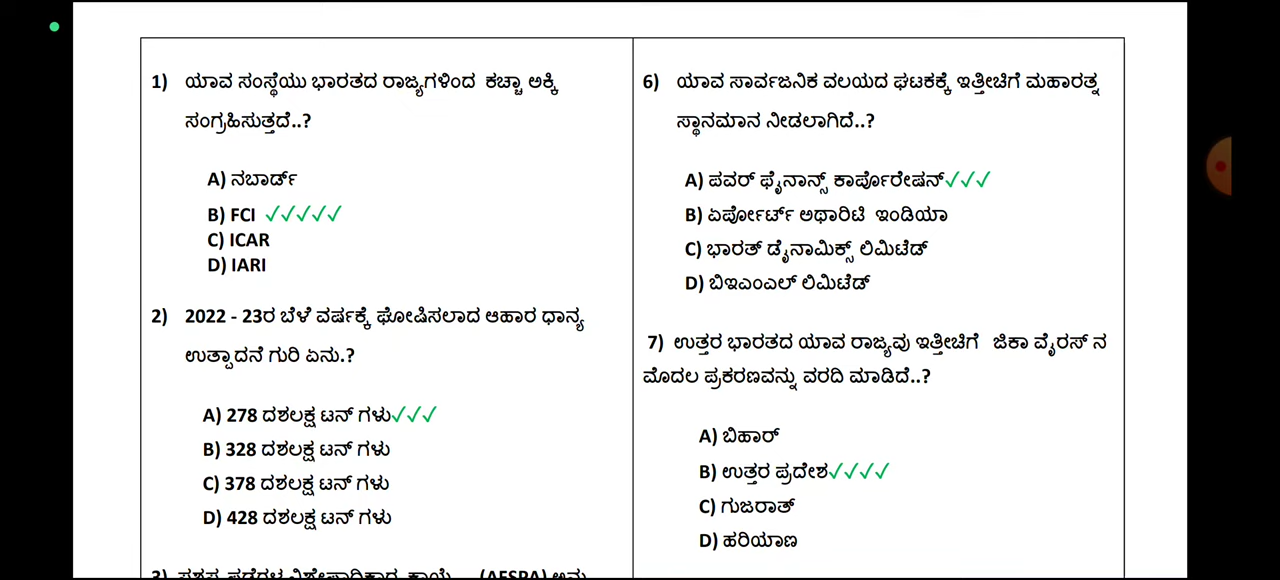 1) ಯಾವ ಸಂಸ್ಥೆಯು ಭಾರತದ ರಾಜ್ಯಗಳಿಂದ ಕಚ್ಚಾ ಅಕ್ಕಿ
ಸಂಗ್ರಹಿಸುತ್ತದೆ..?
A) ನಬಾರ್ಡ್
B) FCI ✓✓✓✓✓
C) ICAR
D) IARI
2) 2022 - 23ರ ಬೆಳೆ ವರ್ಷಕ್ಕೆ ಘೋಷಿಸಲಾದ ಆಹಾರ ಧಾನ್ಯ
ಉತ್ಪಾದನೆ ಗುರಿ ಏನು.?
A) 278 ದಶಲಕ್ಷ ಟನ್ ಗಳು✓✓✓
B) 328 ದಶಲಕ್ಷ ಟನ್ ಗಳು
C) 378 ದಶಲಕ್ಷ ಟನ್ ಗಳು
D) 428 ದಶಲಕ್ಷ ಟನ್ ಗಳು
6) ಯಾವ ಸಾರ್ವಜನಿಕ ವಲಯದ ಘಟಕಕ್ಕೆ ಇತ್ತೀಚೆಗೆ ಮಹಾರತ್ನ
ಸ್ಥಾನಮಾನ ನೀಡಲಾಗಿದೆ..?
A) ಪವರ್ ಫೈನಾನ್ಸ್ ಕಾರ್ಪೊರೇಷನ್✓✓✓
B) ಏರ್ಪೋರ್ಟ್ ಅಥಾರಿಟಿ ಇಂಡಿಯಾ
C) ಭಾರತ್ ಡೈನಾಮಿಕ್ಸ್ ಲಿಮಿಟೆಡ್
D) ಬಿಇಎಂಎಲ್ ಲಿಮಿಟೆಡ್
7) ಉತ್ತರ ಭಾರತದ ಯಾವ ರಾಜ್ಯವು ಇತ್ತೀಚೆಗೆ ಜಿಕಾ ವೈರಸ್ ನ
ಮೊದಲ ಪ್ರಕರಣವನ್ನು ವರದಿ ಮಾಡಿದೆ..?
A) ಬಿಹಾರ್
B) ಉತ್ತರ ಪ್ರದೇಶ✓✓✓✓
C) ಗುಜರಾತ್
D) ಹರಿಯಾಣ